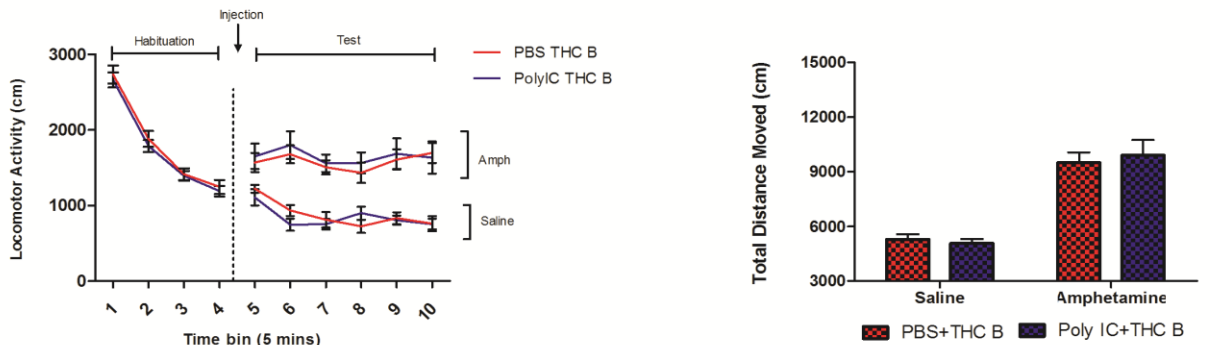 Injection
Habituation
Test
3000
2000
1000
0
Locomotor Activity (cm)
PBS THC B
PolyIC THC B
Amph
Saline
1 2 3 4 5 6 7 8 9 10
Time bin (5 mins)
15000
12000
9000
6000
3000
Total Distance Moved (cm)
Saline Amphetamine
PBS+THC B Poly IC+THC B